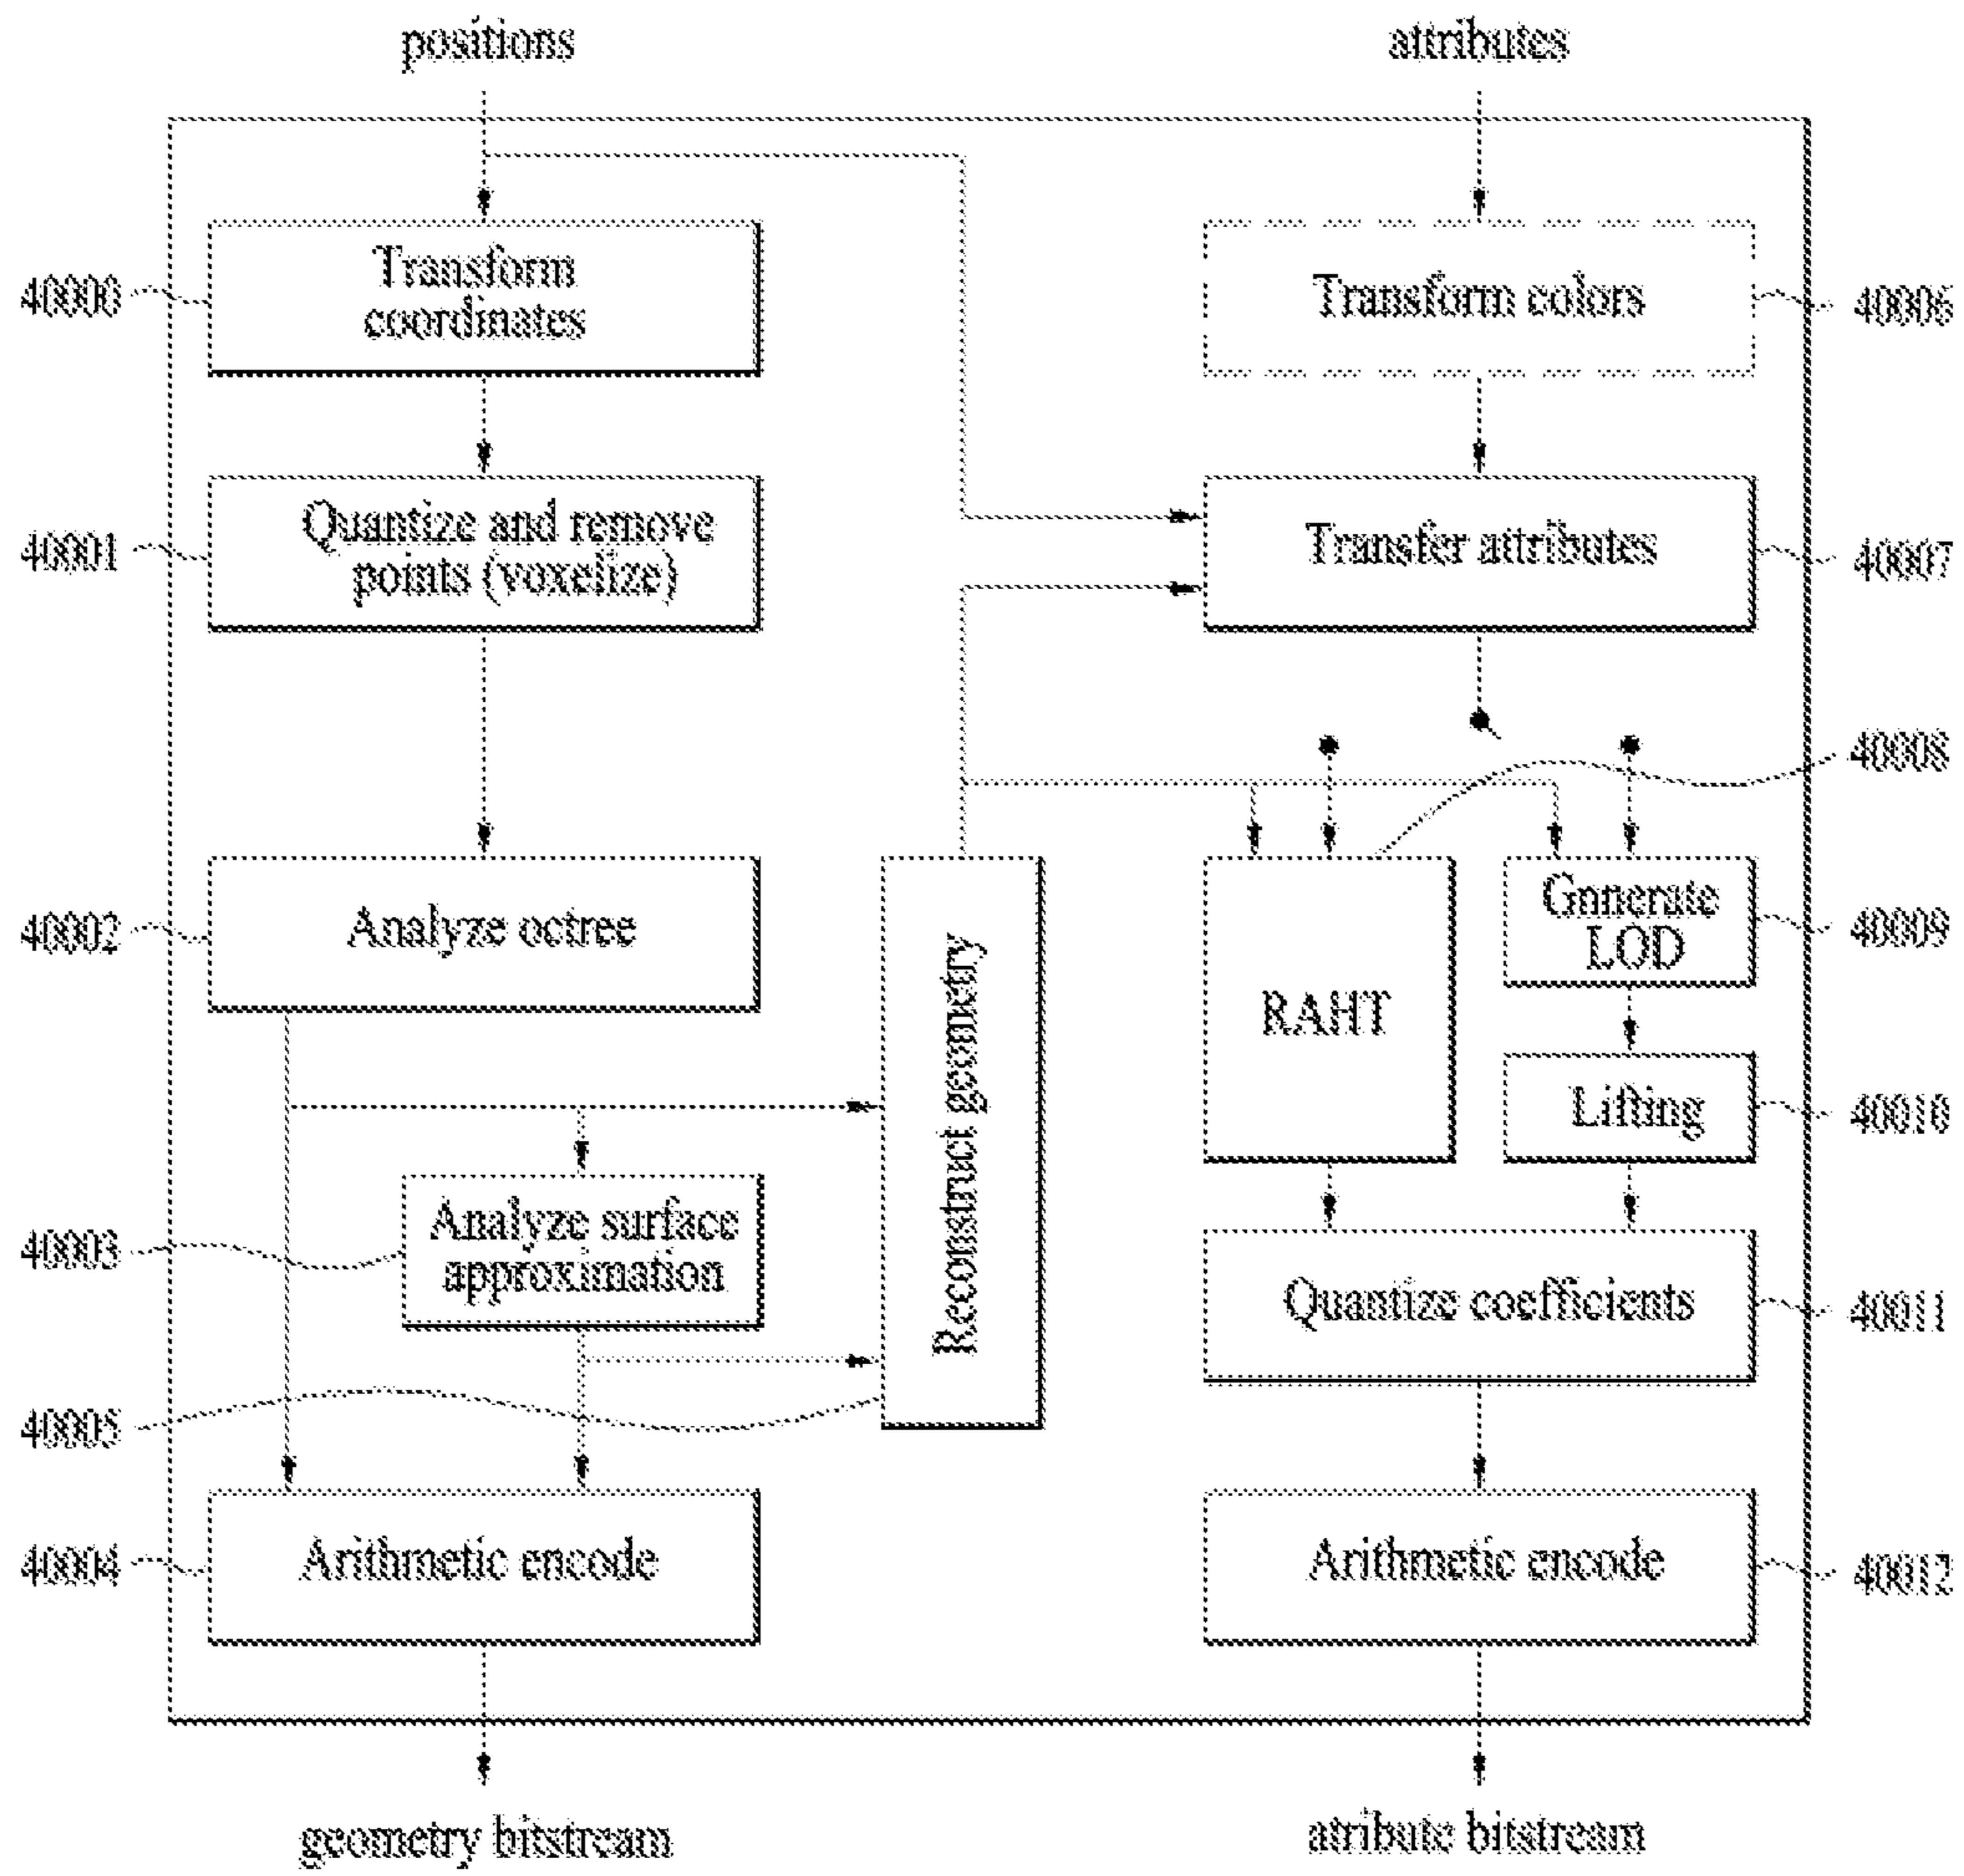 positions
attributes
Transform
coordinates
40000
Transform colors
40006
Quantize and remove
points (voxelize)
40001
Transfer attributes
40007
40008
Analyze octree
40002
Reconstruct geometry
RAHT
Gnnerate
LOD
40009
Lifting
40010
Analyze surface
approximation
40003
Quantize coefficients
40011
40005
Arithmetic encode
40004
Arithmetic encode
40012
geometry bitstream
atribute bitstream